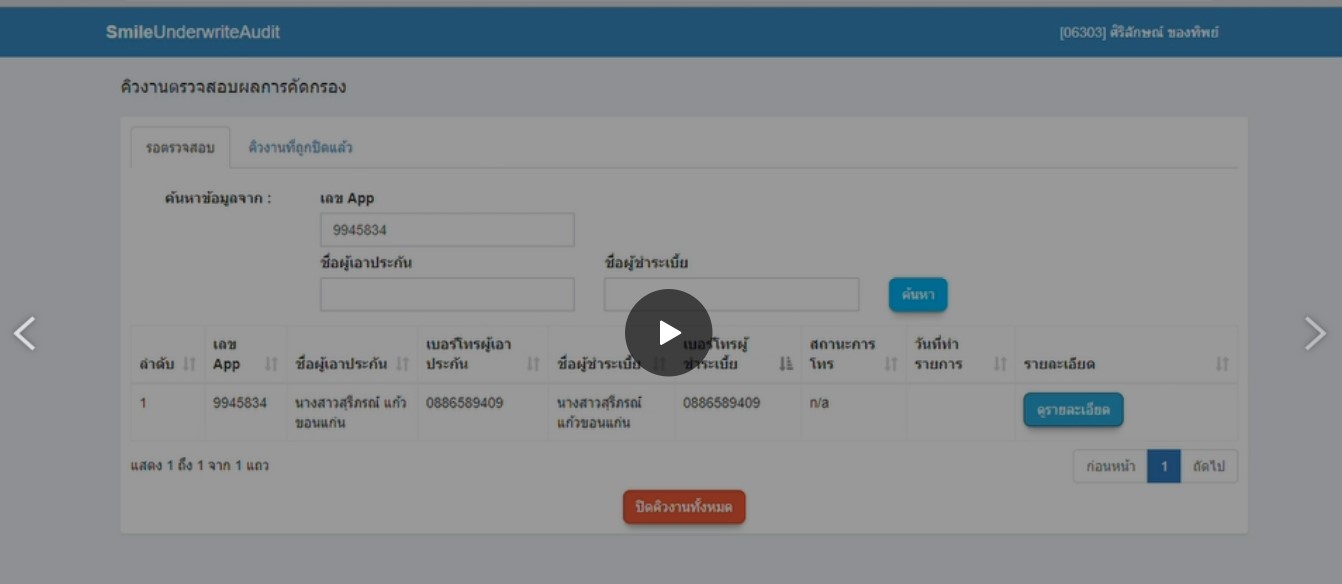 SmileUnderwriteAudit [06303] ศิริลักษณ์ ของทิพย์
คิวงานตรวจสอบผลการคัดกรอง
รอตรวจสอบ คิวงานที่ถูกปิดแล้ว
ค้นหาข้อมูลจาก : เลข App
9945834
ชื่อผู้เอาประกัน ชื่อผู้ชำระเบี้ย
ค้นหา
ลำดับ เลข App ชื่อผู้เอาประกัน เบอร์โทรผู้เอาประกัน ชื่อผู้ชำระเบี้ย เบอร์โทรผู้ชำระเบี้ย สถานะการโทร วันที่ทำรายการ รายละเอียด
1 9945834 นางสาวสุรีภรณ์ แก้วขอนแก่น 0886589409 นางสาวสุรีภรณ์ แก้วขอนแก่น 0886589409 n/a ดูรายละเอียด
แสดง 1 ถึง 1 จาก 1 แถว ก่อนหน้า 1 ถัดไป
ปิดคิวงานทั้งหมด